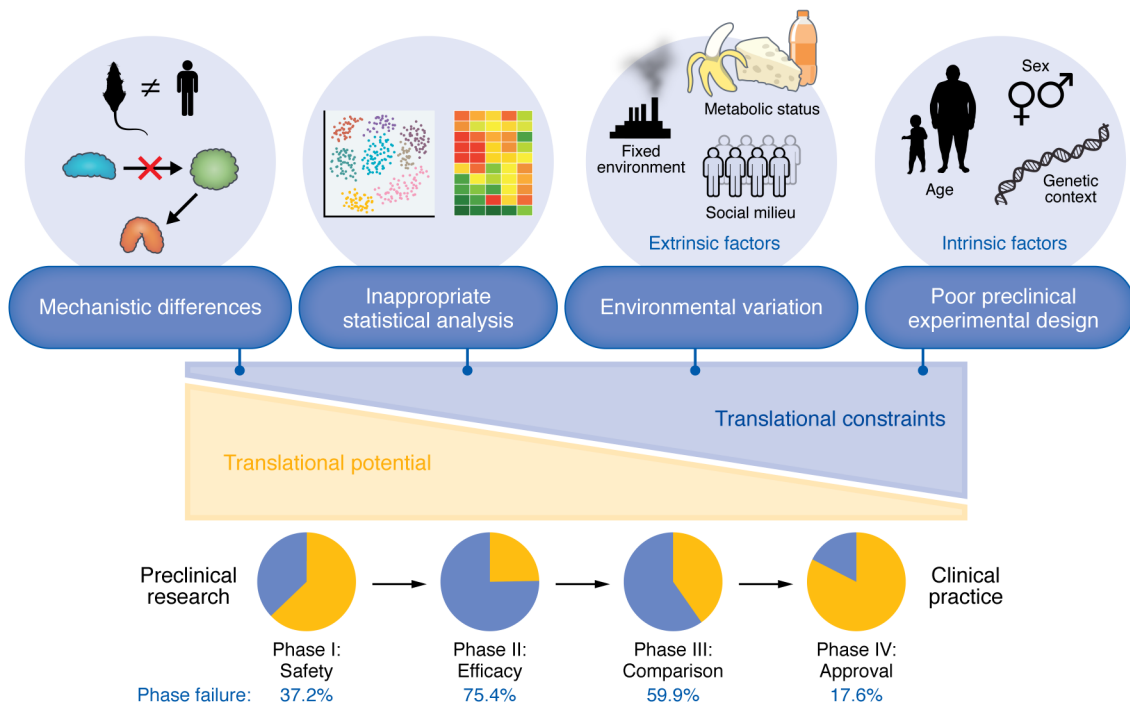 ≠
Metabolic status
Fixed
environment
Social milieu
Extrinsic factors
Sex
Age
Genetic
context
Intrinsic factors
Mechanistic differences
Inappropriate
statistical analysis
Environmental variation
Poor preclinical
experimental design
Translational constraints
Translational potential
Preclinical
research
Clinical
practice
Phase I:
Safety
Phase II:
Efficacy
Phase III:
Comparison
Phase IV:
Approval
Phase failure: 37.2% 75.4% 59.9% 17.6%